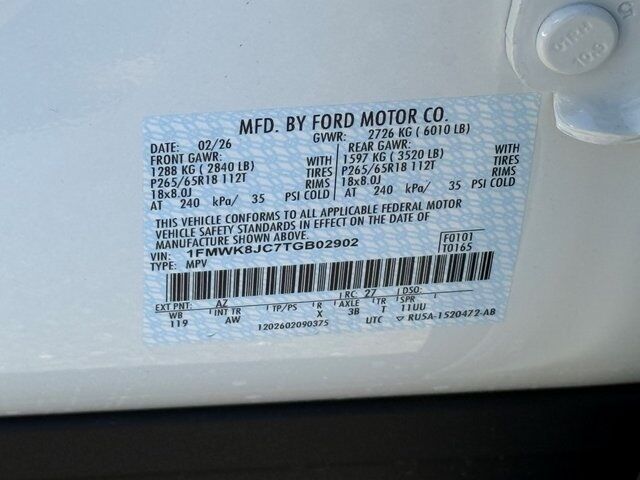 MFD. BY FORD MOTOR CO.
DATE: 02/26 GVWR: 2726 KG ( 6010 LB)
FRONT GAWR: REAR GAWR:
1288 KG ( 2840 LB) WITH 1597 KG ( 3520 LB) WITH
P265/65R18 112T TIRES P265/65R18 112T TIRES
18x8.0J RIMS 18x8.0J RIMS
AT 240 kPa/ 35 PSI COLD AT 240 kPa/ 35 PSI COLD
THIS VEHICLE CONFORMS TO ALL APPLICABLE FEDERAL MOTOR
VEHICLE SAFETY STANDARDS IN EFFECT ON THE DATE OF
MANUFACTURE SHOWN ABOVE.
VIN: 1FMWK8JC7TGB02902 F0101
TYPE: MPV T0165
EXT PNT: AZ RC: 27 DSO:
WB INT TR TP/PS R AXLE TR SPR
119 AW X 3B T 11UU
1202602090375 UTC RU5A-1520472-AB